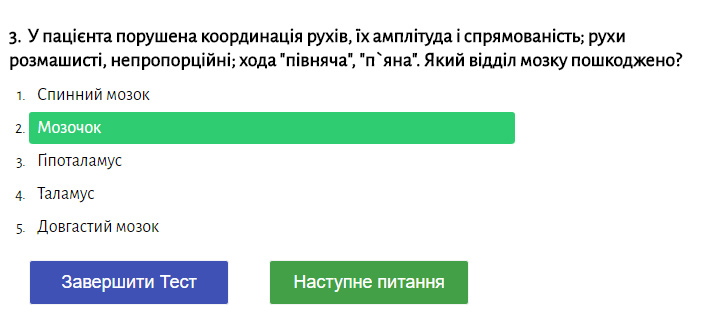 3. У пацієнта порушена координація рухів, їх амплітуда і спрямованість; рухи
розмашисті, непропорційні; хода "півняча", "п`яна". Який відділ мозку пошкоджено?
1. Спинний мозок
2. Мозочок
3. Гіпоталамус
4. Таламус
5. Довгастий мозок
Завершити Тест
Наступне питання